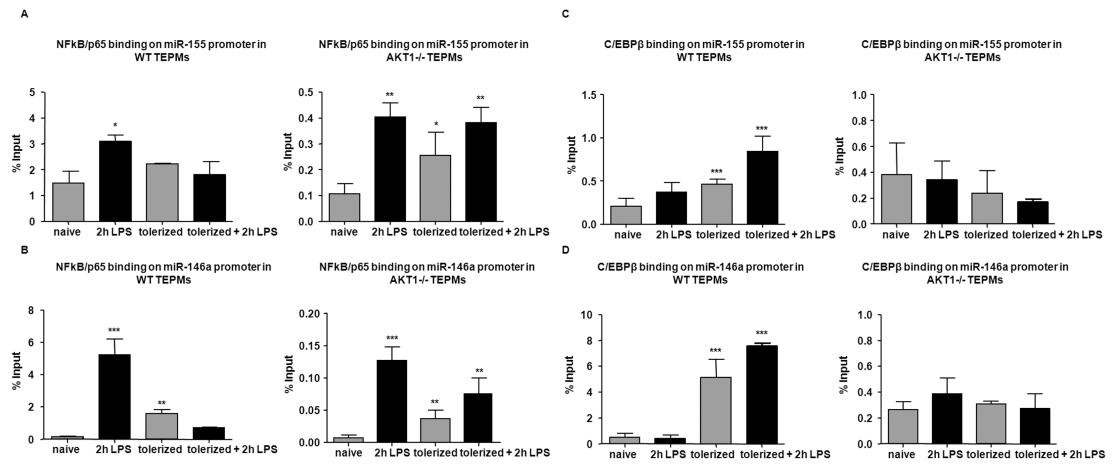 A
NFkB/p65 binding on miR-155 promoter in
WT TEPMs
% Input
5
4
3
2
1
0
*
naive
2h LPS
tolerized
tolerized + 2h LPS
NFkB/p65 binding on miR-155 promoter in
AKT1-/- TEPMs
% Input
0.5
0.4
0.3
0.2
0.1
0.0
**
*
**
naive
2h LPS
tolerized
tolerized + 2h LPS
B
NFkB/p65 binding on miR-146a promoter in
WT TEPMs
% Input
8
6
4
2
0
***
**
naive
2h LPS
tolerized
tolerized + 2h LPS
NFkB/p65 binding on miR-146a promoter in
AKT1-/- TEPMs
% Input
0.20
0.15
0.10
0.05
0.00
***
**
**
naive
2h LPS
tolerized
tolerized + 2h LPS
C
C/EBPβ binding on miR-155 promoter in
WT TEPMs
% Input
1.5
1.0
0.5
0.0
***
***
naive
2h LPS
tolerized
tolerized + 2h LPS
C/EBPβ binding on miR-155 promoter in
AKT1-/- TEPMs
% Input
1.0
0.8
0.6
0.4
0.2
0.0
naive
2h LPS
tolerized
tolerized + 2h LPS
D
C/EBPβ binding on miR-146a promoter in
WT TEPMs
% Input
10
8
6
4
2
0
***
***
naive
2h LPS
tolerized
tolerized + 2h LPS
C/EBPβ binding on miR-146a promoter in
AKT1-/- TEPMs
% Input
1.0
0.8
0.6
0.4
0.2
0.0
naive
2h LPS
tolerized
tolerized + 2h LPS